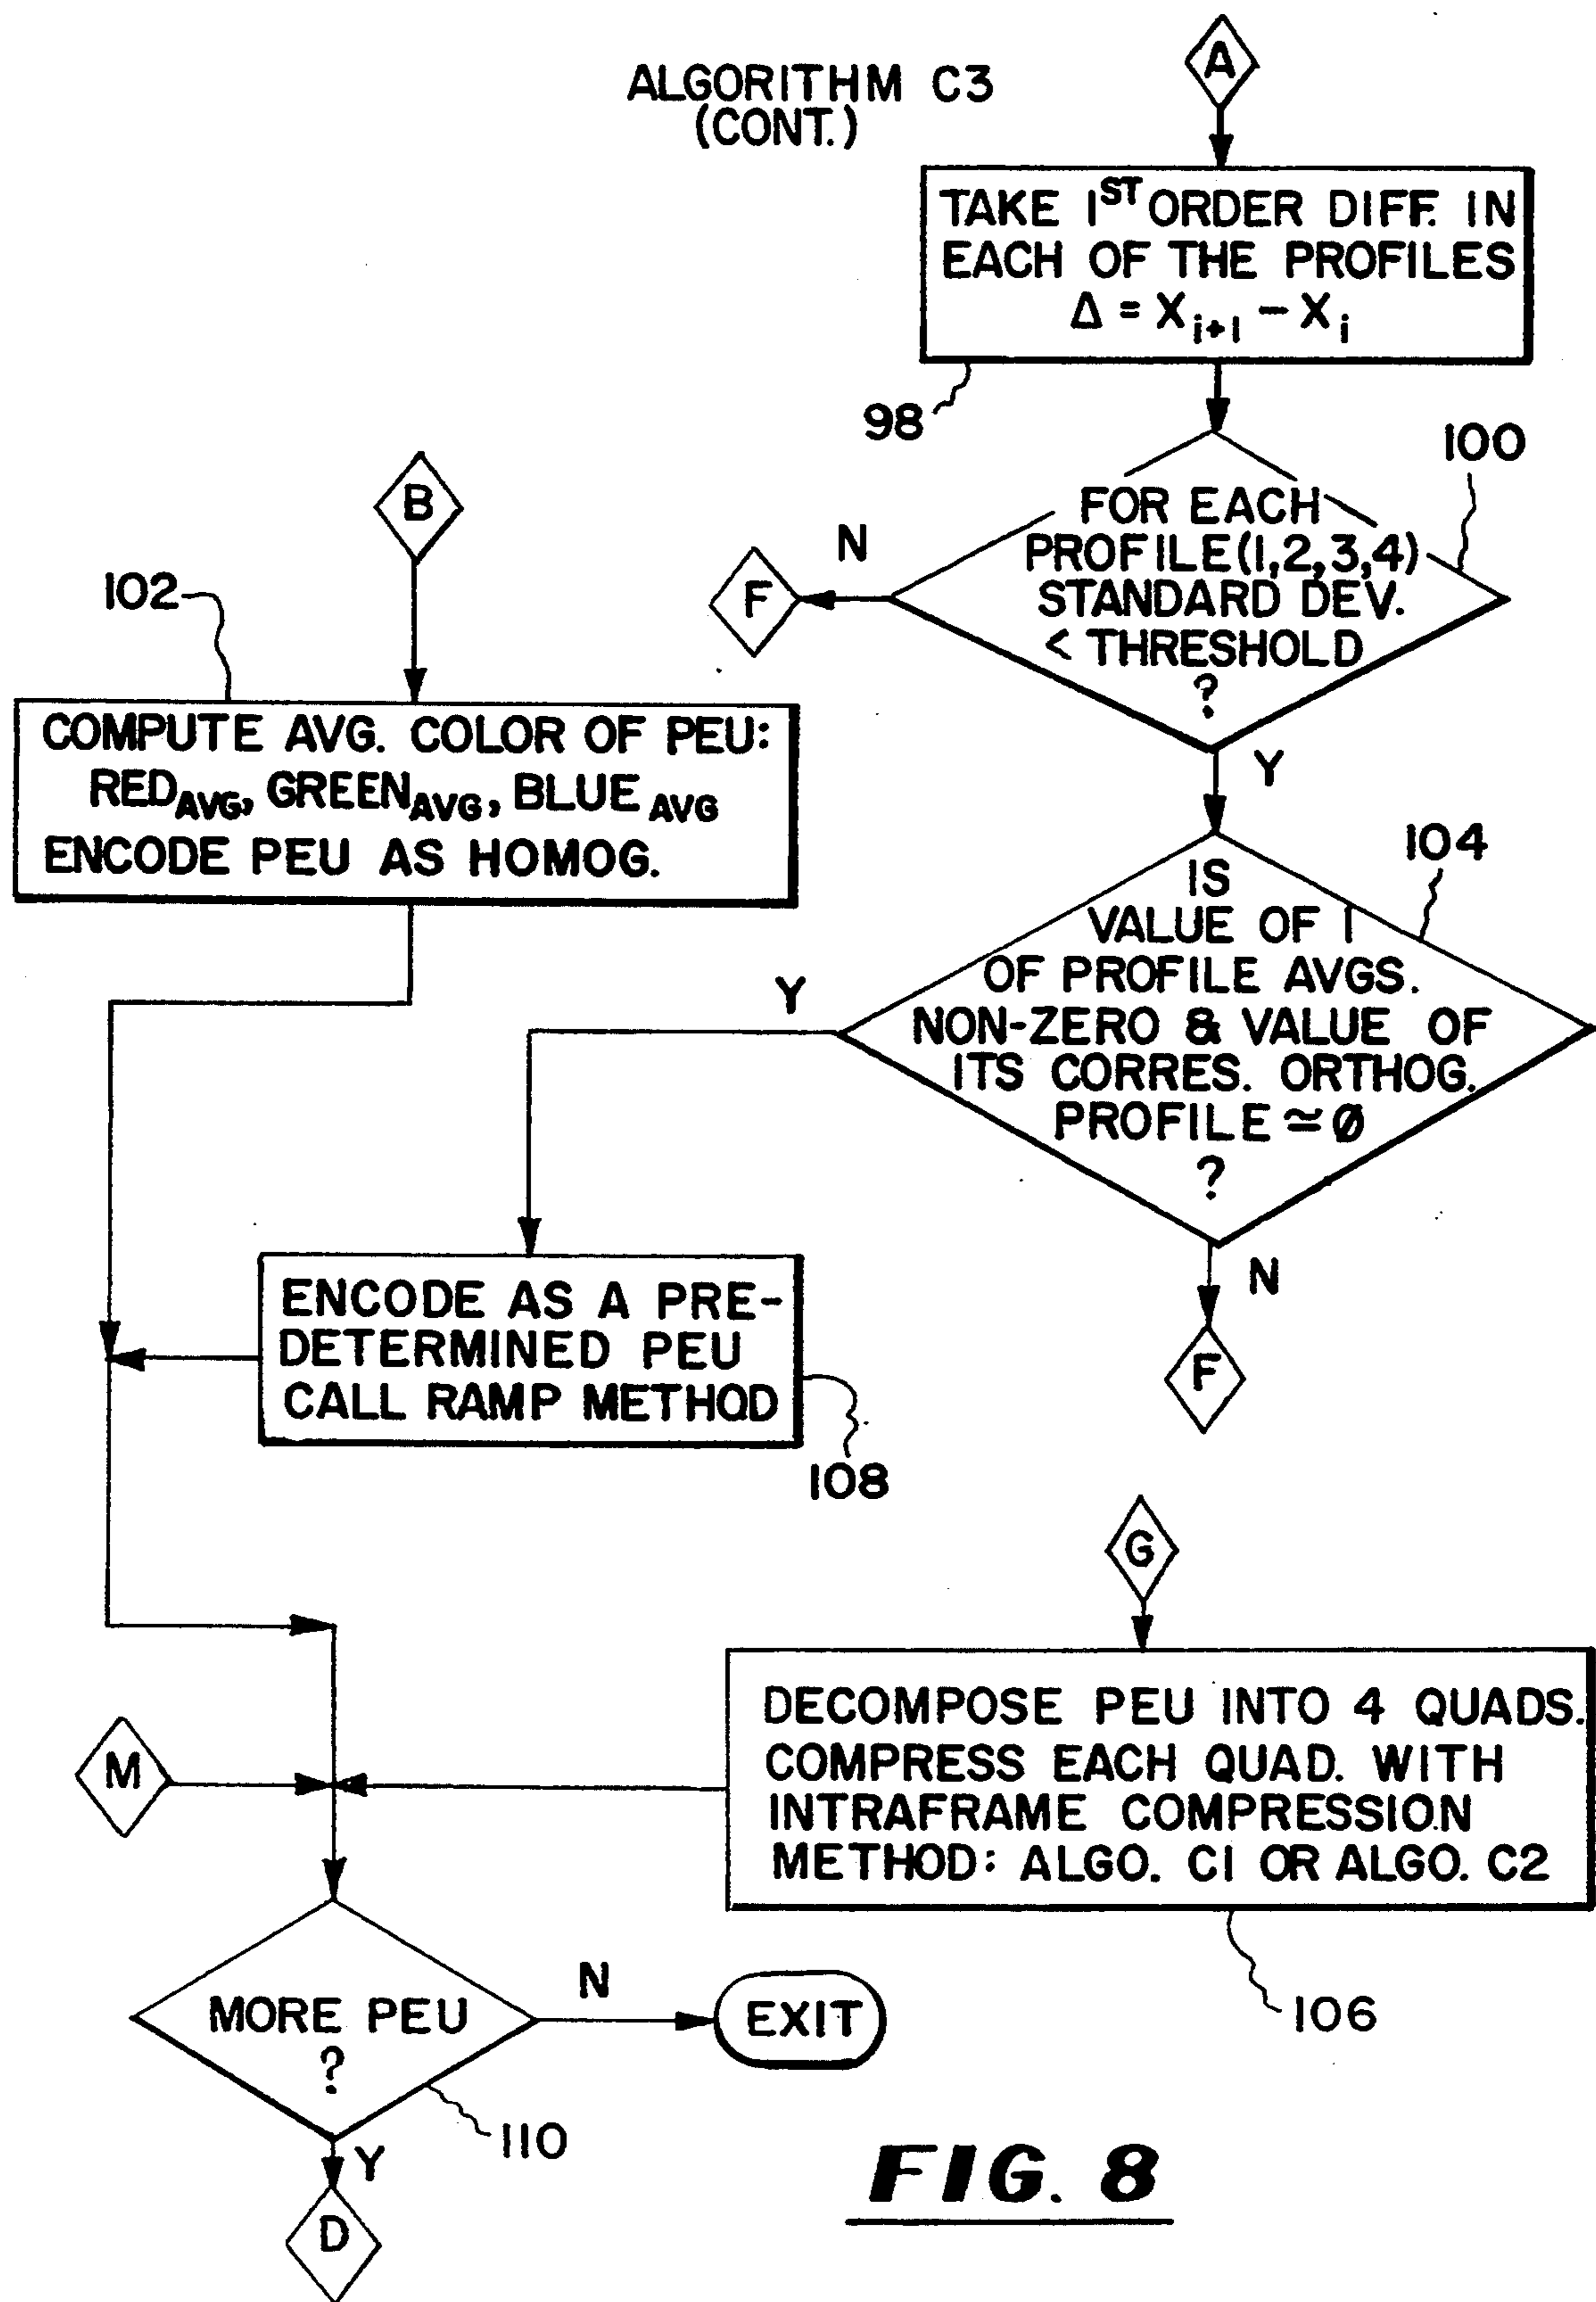 ALGORITHM C3
(CONT.)
A
TAKE 1ST ORDER DIFF. IN
EACH OF THE PROFILES
Δ = Xi+1 - Xi
98
100
FOR EACH
PROFILE(1,2,3,4)
STANDARD DEV.
< THRESHOLD
?
N
F
Y
B
102
COMPUTE AVG. COLOR OF PEU:
REDAVG, GREENAVG, BLUE AVG
ENCODE PEU AS HOMOG.
104
IS
VALUE OF 1
OF PROFILE AVGS.
NON-ZERO & VALUE OF
ITS CORRES. ORTHOG.
PROFILE ≃ Ø
?
Y
N
F
ENCODE AS A PRE-
DETERMINED PEU
CALL RAMP METHOD
108
G
DECOMPOSE PEU INTO 4 QUADS.
COMPRESS EACH QUAD. WITH
INTRAFRAME COMPRESSION
METHOD: ALGO. C1 OR ALGO. C2
106
M
MORE PEU
?
N
EXIT
110
Y
D
FIG. 8